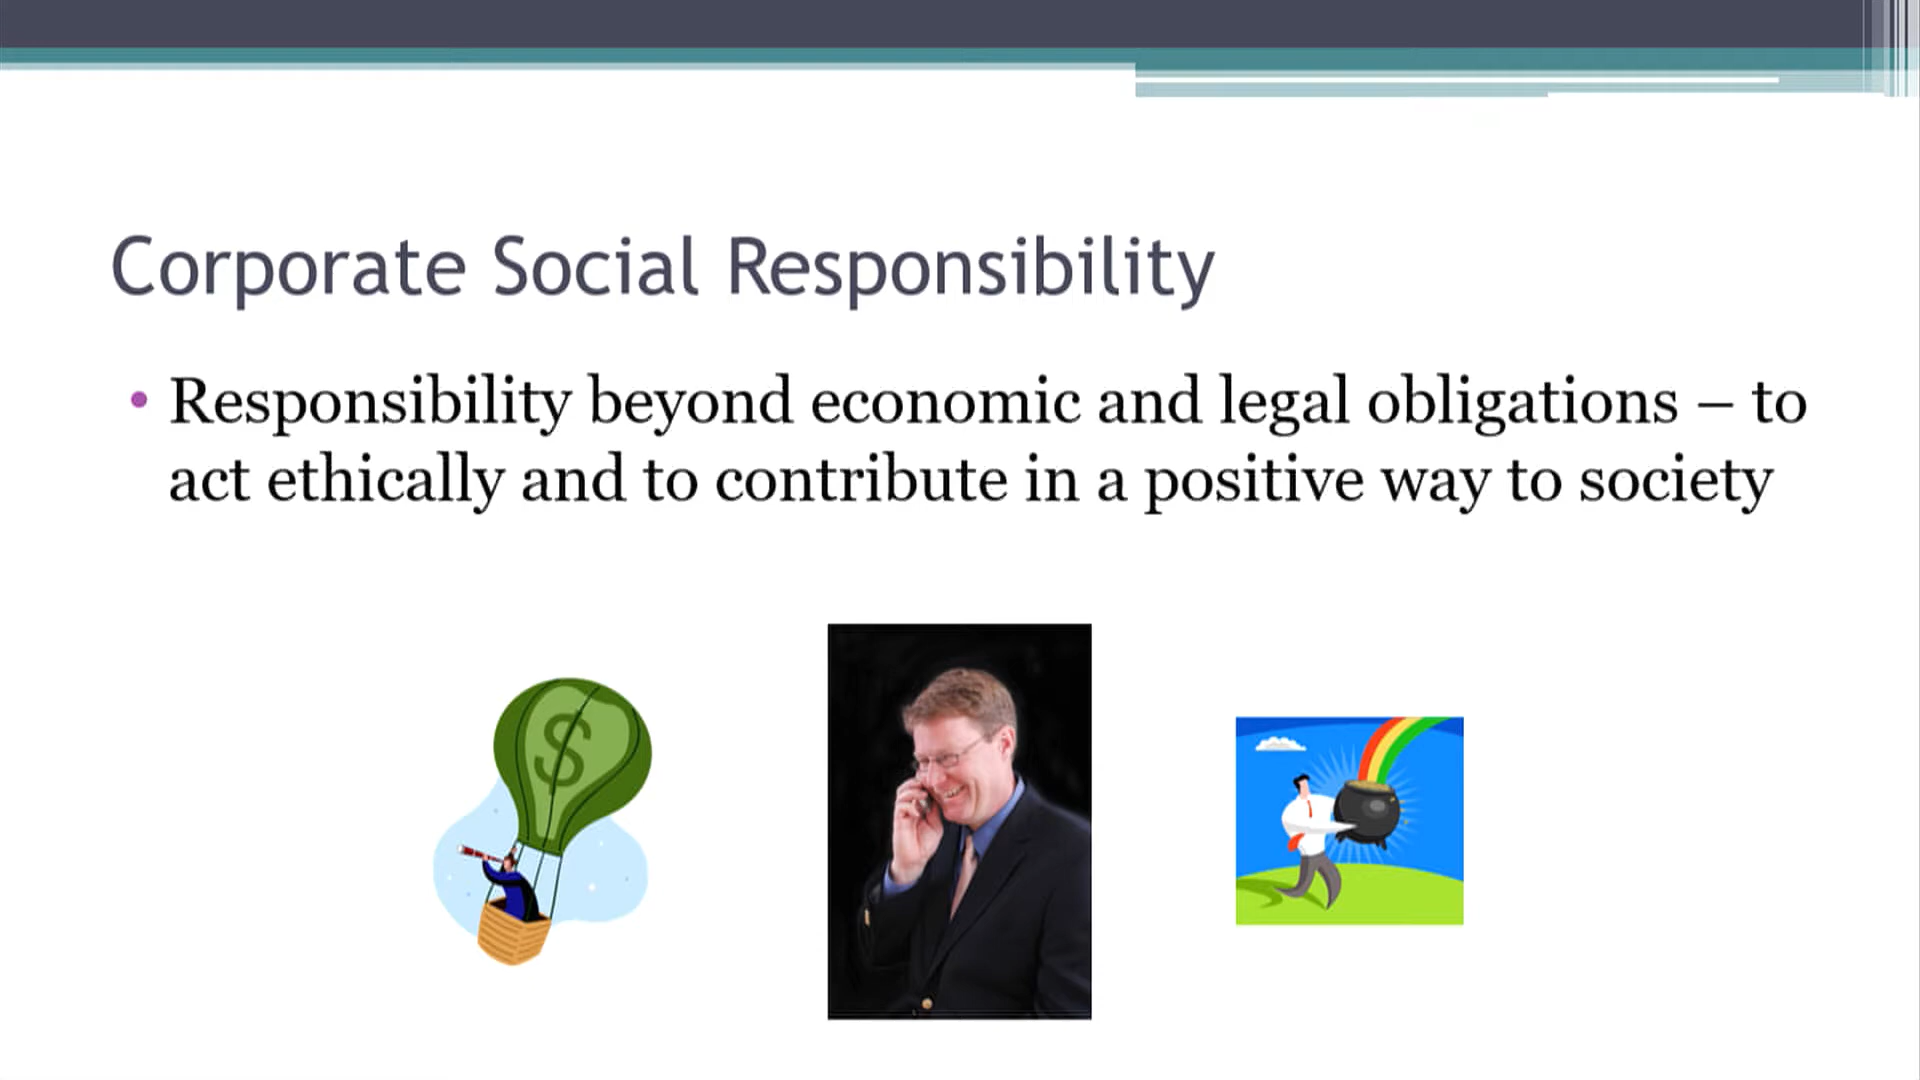 Corporate Social Responsibility
• Responsibility beyond economic and legal obligations – to
act ethically and to contribute in a positive way to society
$